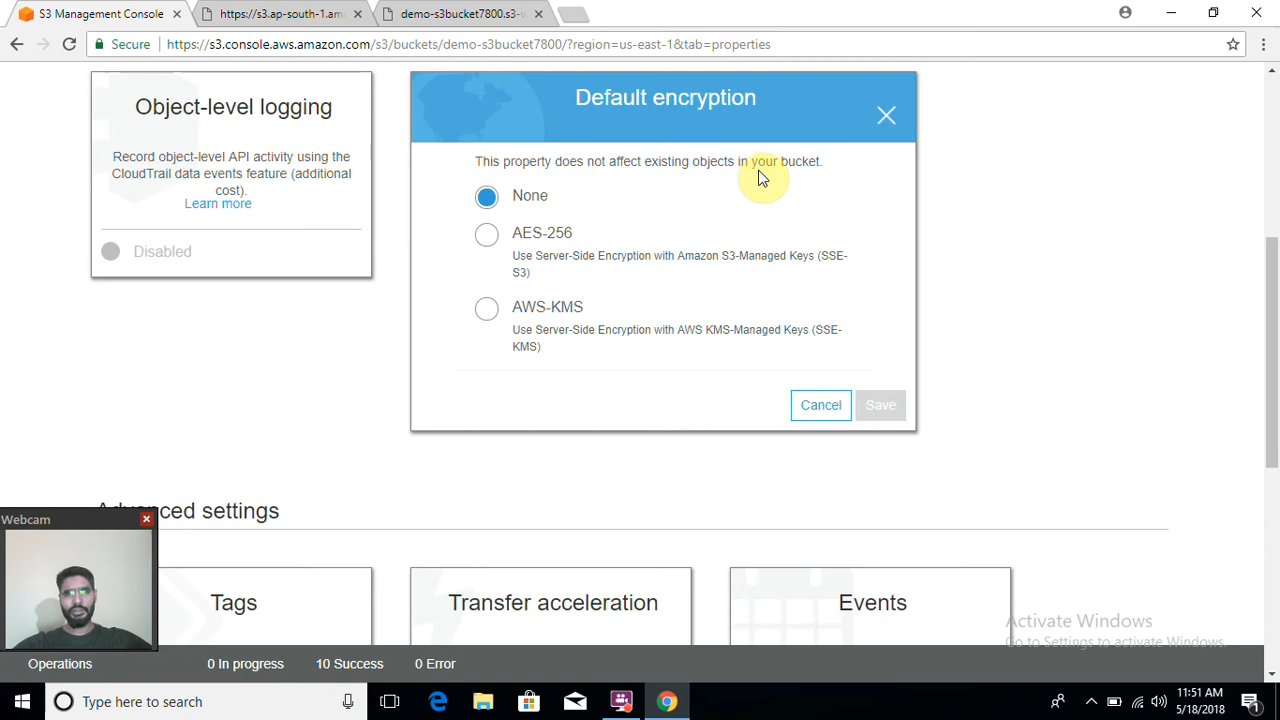 S3 Management Console
https://s3.ap-south-1.am
demo-s3bucket7800.s3-w
Secure
https://s3.console.aws.amazon.com/s3/buckets/demo-s3bucket7800/?region=us-east-1&tab=properties
Object-level logging
Record object-level API activity using the
CloudTrail data events feature (additional
cost).
Learn more
Disabled
Default encryption
This property does not affect existing objects in your bucket.
None
AES-256
Use Server-Side Encryption with Amazon S3-Managed Keys (SSE-
S3)
AWS-KMS
Use Server-Side Encryption with AWS KMS-Managed Keys (SSE-
KMS)
Cancel
Save
Advanced settings
Webcam
Tags
Transfer acceleration
Events
Activate Windows
Go to Settings to activate Windows.
Operations
0 In progress
10 Success
0 Error
Type here to search
11:51 AM
5/18/2018
1